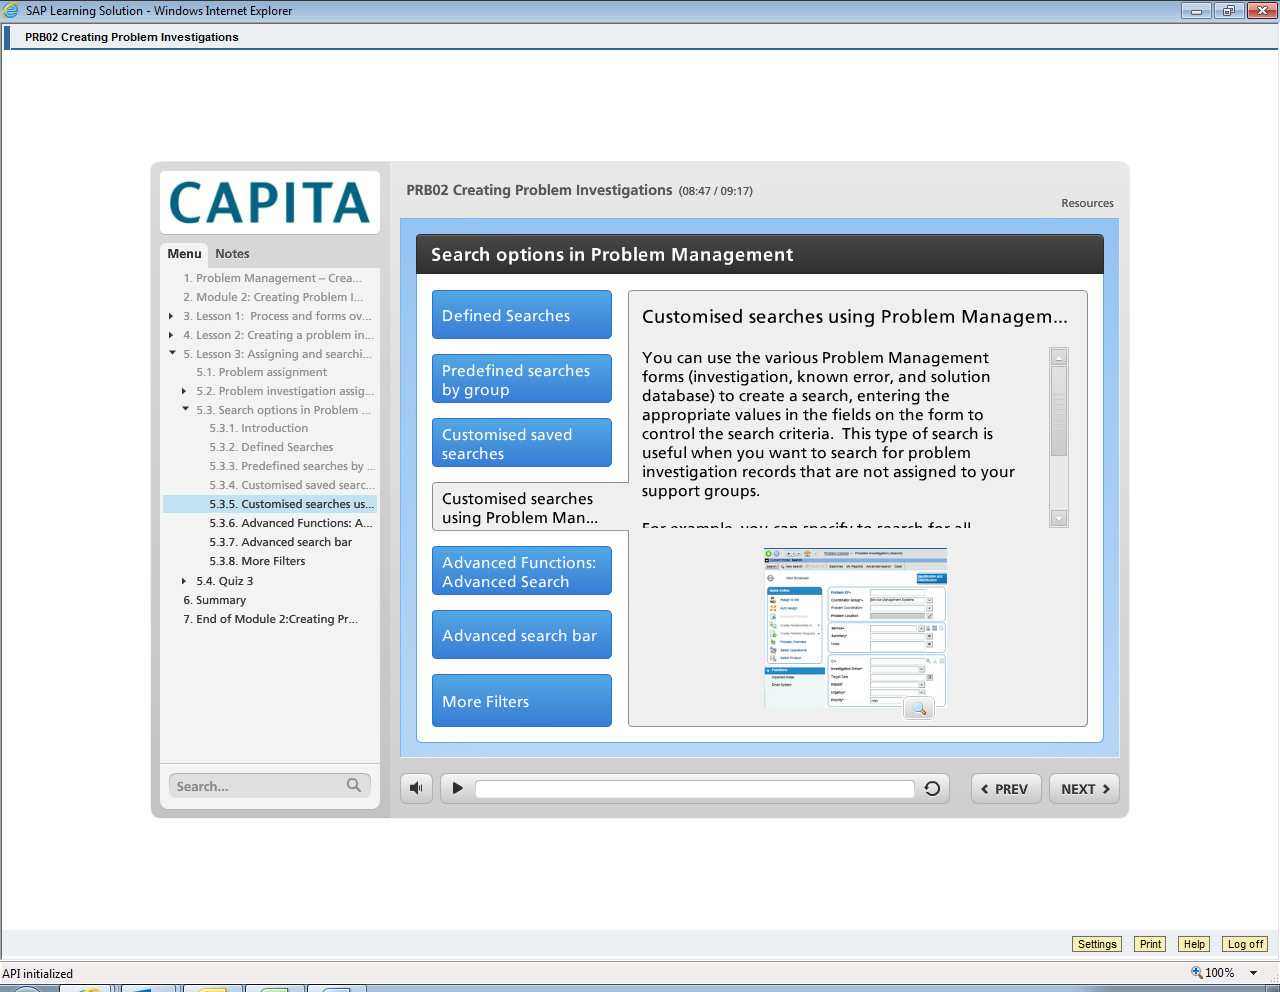 SAP Learning Solution - Windows Internet Explorer
PRB02 Creating Problem Investigations
CAPITA
PRB02 Creating Problem Investigations (08:47 / 09:17)
Resources
Menu
Notes
1. Problem Management – Crea...
2. Module 2: Creating Problem I...
3. Lesson 1: Process and forms ov...
4. Lesson 2: Creating a problem in...
5. Lesson 3: Assigning and searchi...
5.1. Problem assignment
5.2. Problem investigation assig...
5.3. Search options in Problem ...
5.3.1. Introduction
5.3.2. Defined Searches
5.3.3. Predefined searches by ...
5.3.4. Customised saved searc...
5.3.5. Customised searches us...
5.3.6. Advanced Functions: A...
5.3.7. Advanced search bar
5.3.8. More Filters
5.4. Quiz 3
6. Summary
7. End of Module 2:Creating Pr...
Search...
Search options in Problem Management
Defined Searches
Predefined searches
by group
Customised saved
searches
Customised searches
using Problem Man...
Advanced Functions:
Advanced Search
Advanced search bar
More Filters
Customised searches using Problem Managem...
You can use the various Problem Management
forms (investigation, known error, and solution
database) to create a search, entering the
appropriate values in the fields on the form to
control the search criteria.  This type of search is
useful when you want to search for problem
investigation records that are not assigned to your
support groups.
For example, you can specify to search for all
PREV
NEXT
Settings
Print
Help
Log off
API initialized
100%